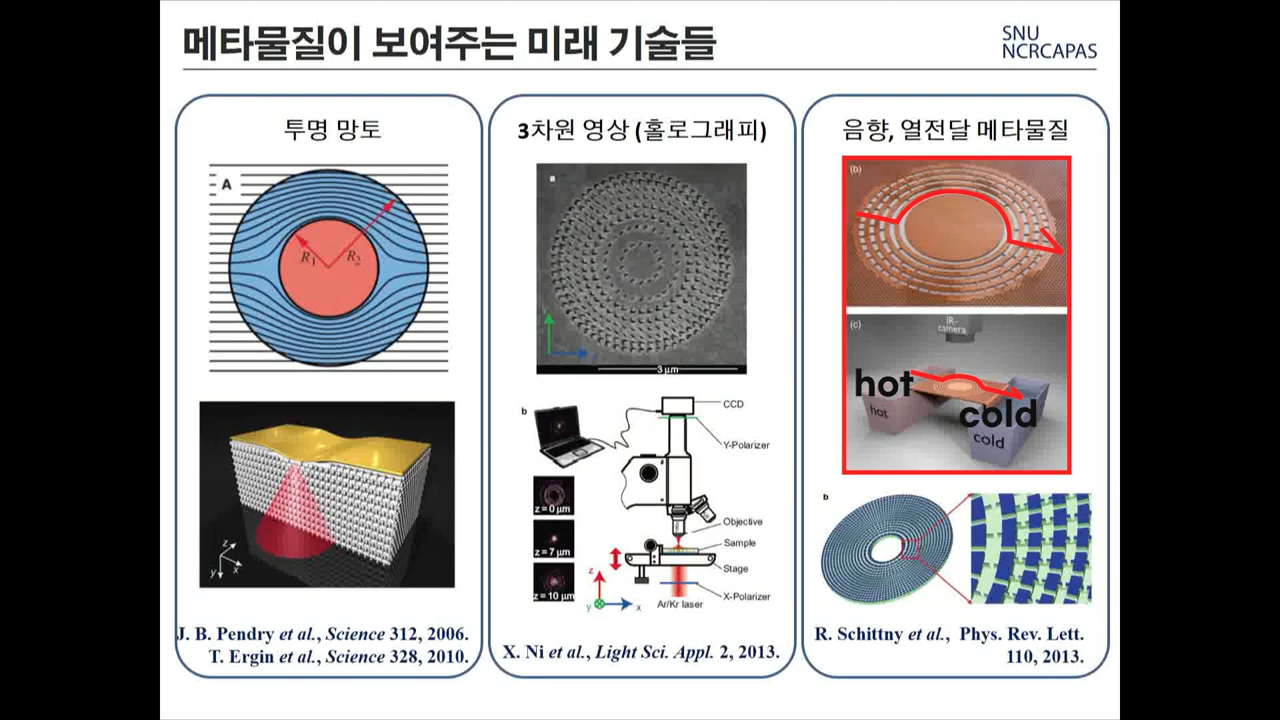 메타물질이 보여주는 미래 기술들
SNU
NCRCAPAS
투명 망토
A
R1
R2
z
y
x
J. B. Pendry et al., Science 312, 2006.
T. Ergin et al., Science 328, 2010.
3차원 영상 (홀로그래피)
a
3 μm
b
CCD
Y-Polarizer
z = 0 μm
z = 7 μm
z = 10 μm
Objective
Sample
Stage
X-Polarizer
Ar/Kr laser
z
y
x
X. Ni et al., Light Sci. Appl. 2, 2013.
음향, 열전달 메타물질
(b)
(c)
IR-
camera
hot
hot
cold
cold
b
R. Schittny et al., Phys. Rev. Lett.
110, 2013.